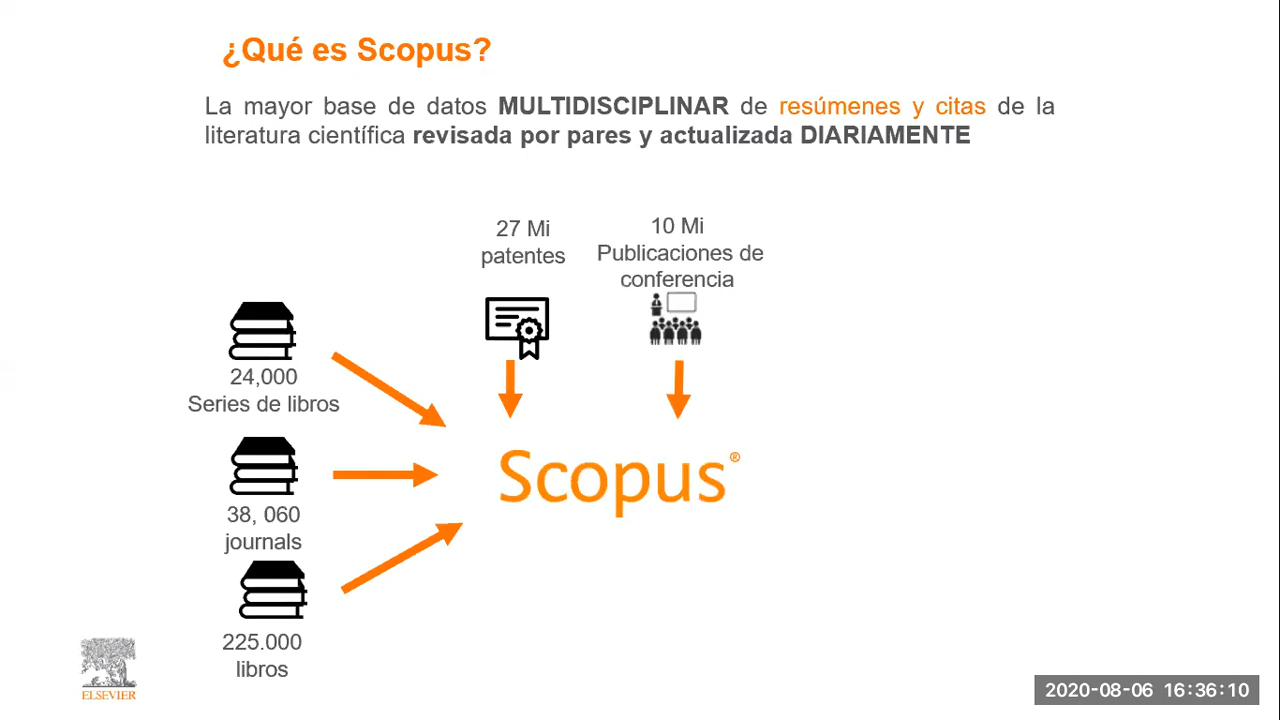 ¿Qué es Scopus?
La mayor base de datos MULTIDISCIPLINAR de resúmenes y citas de la
literatura científica revisada por pares y actualizada DIARIAMENTE
27 Mi
patentes
10 Mi
Publicaciones de
conferencia
24,000
Series de libros
38, 060
journals
225.000
libros
Scopus®
ELSEVIER
2020-08-06 16:36:10